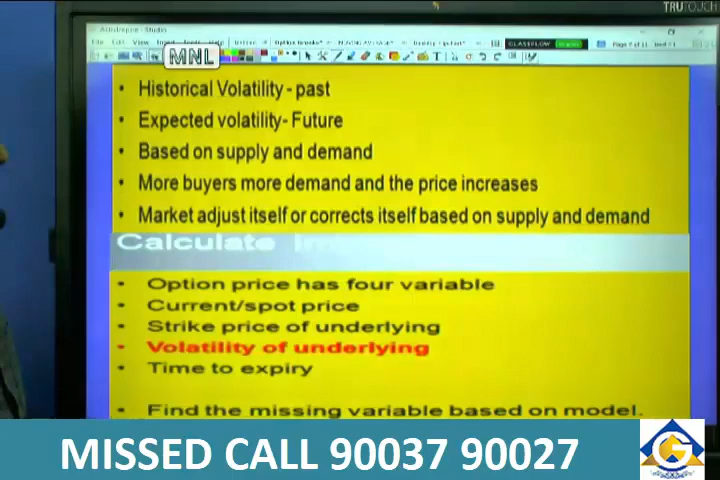 TRUTOUCH
MNL
• Historical Volatility - past
• Expected volatility- Future
• Based on supply and demand
• More buyers more demand and the price increases
• Market adjust itself or corrects itself based on supply and demand
Calculate
• Option price has four variable
• Current/spot price
• Strike price of underlying
• Volatility of underlying
• Time to expiry
• Find the missing variable based on model.
MISSED CALL 90037 90027
G